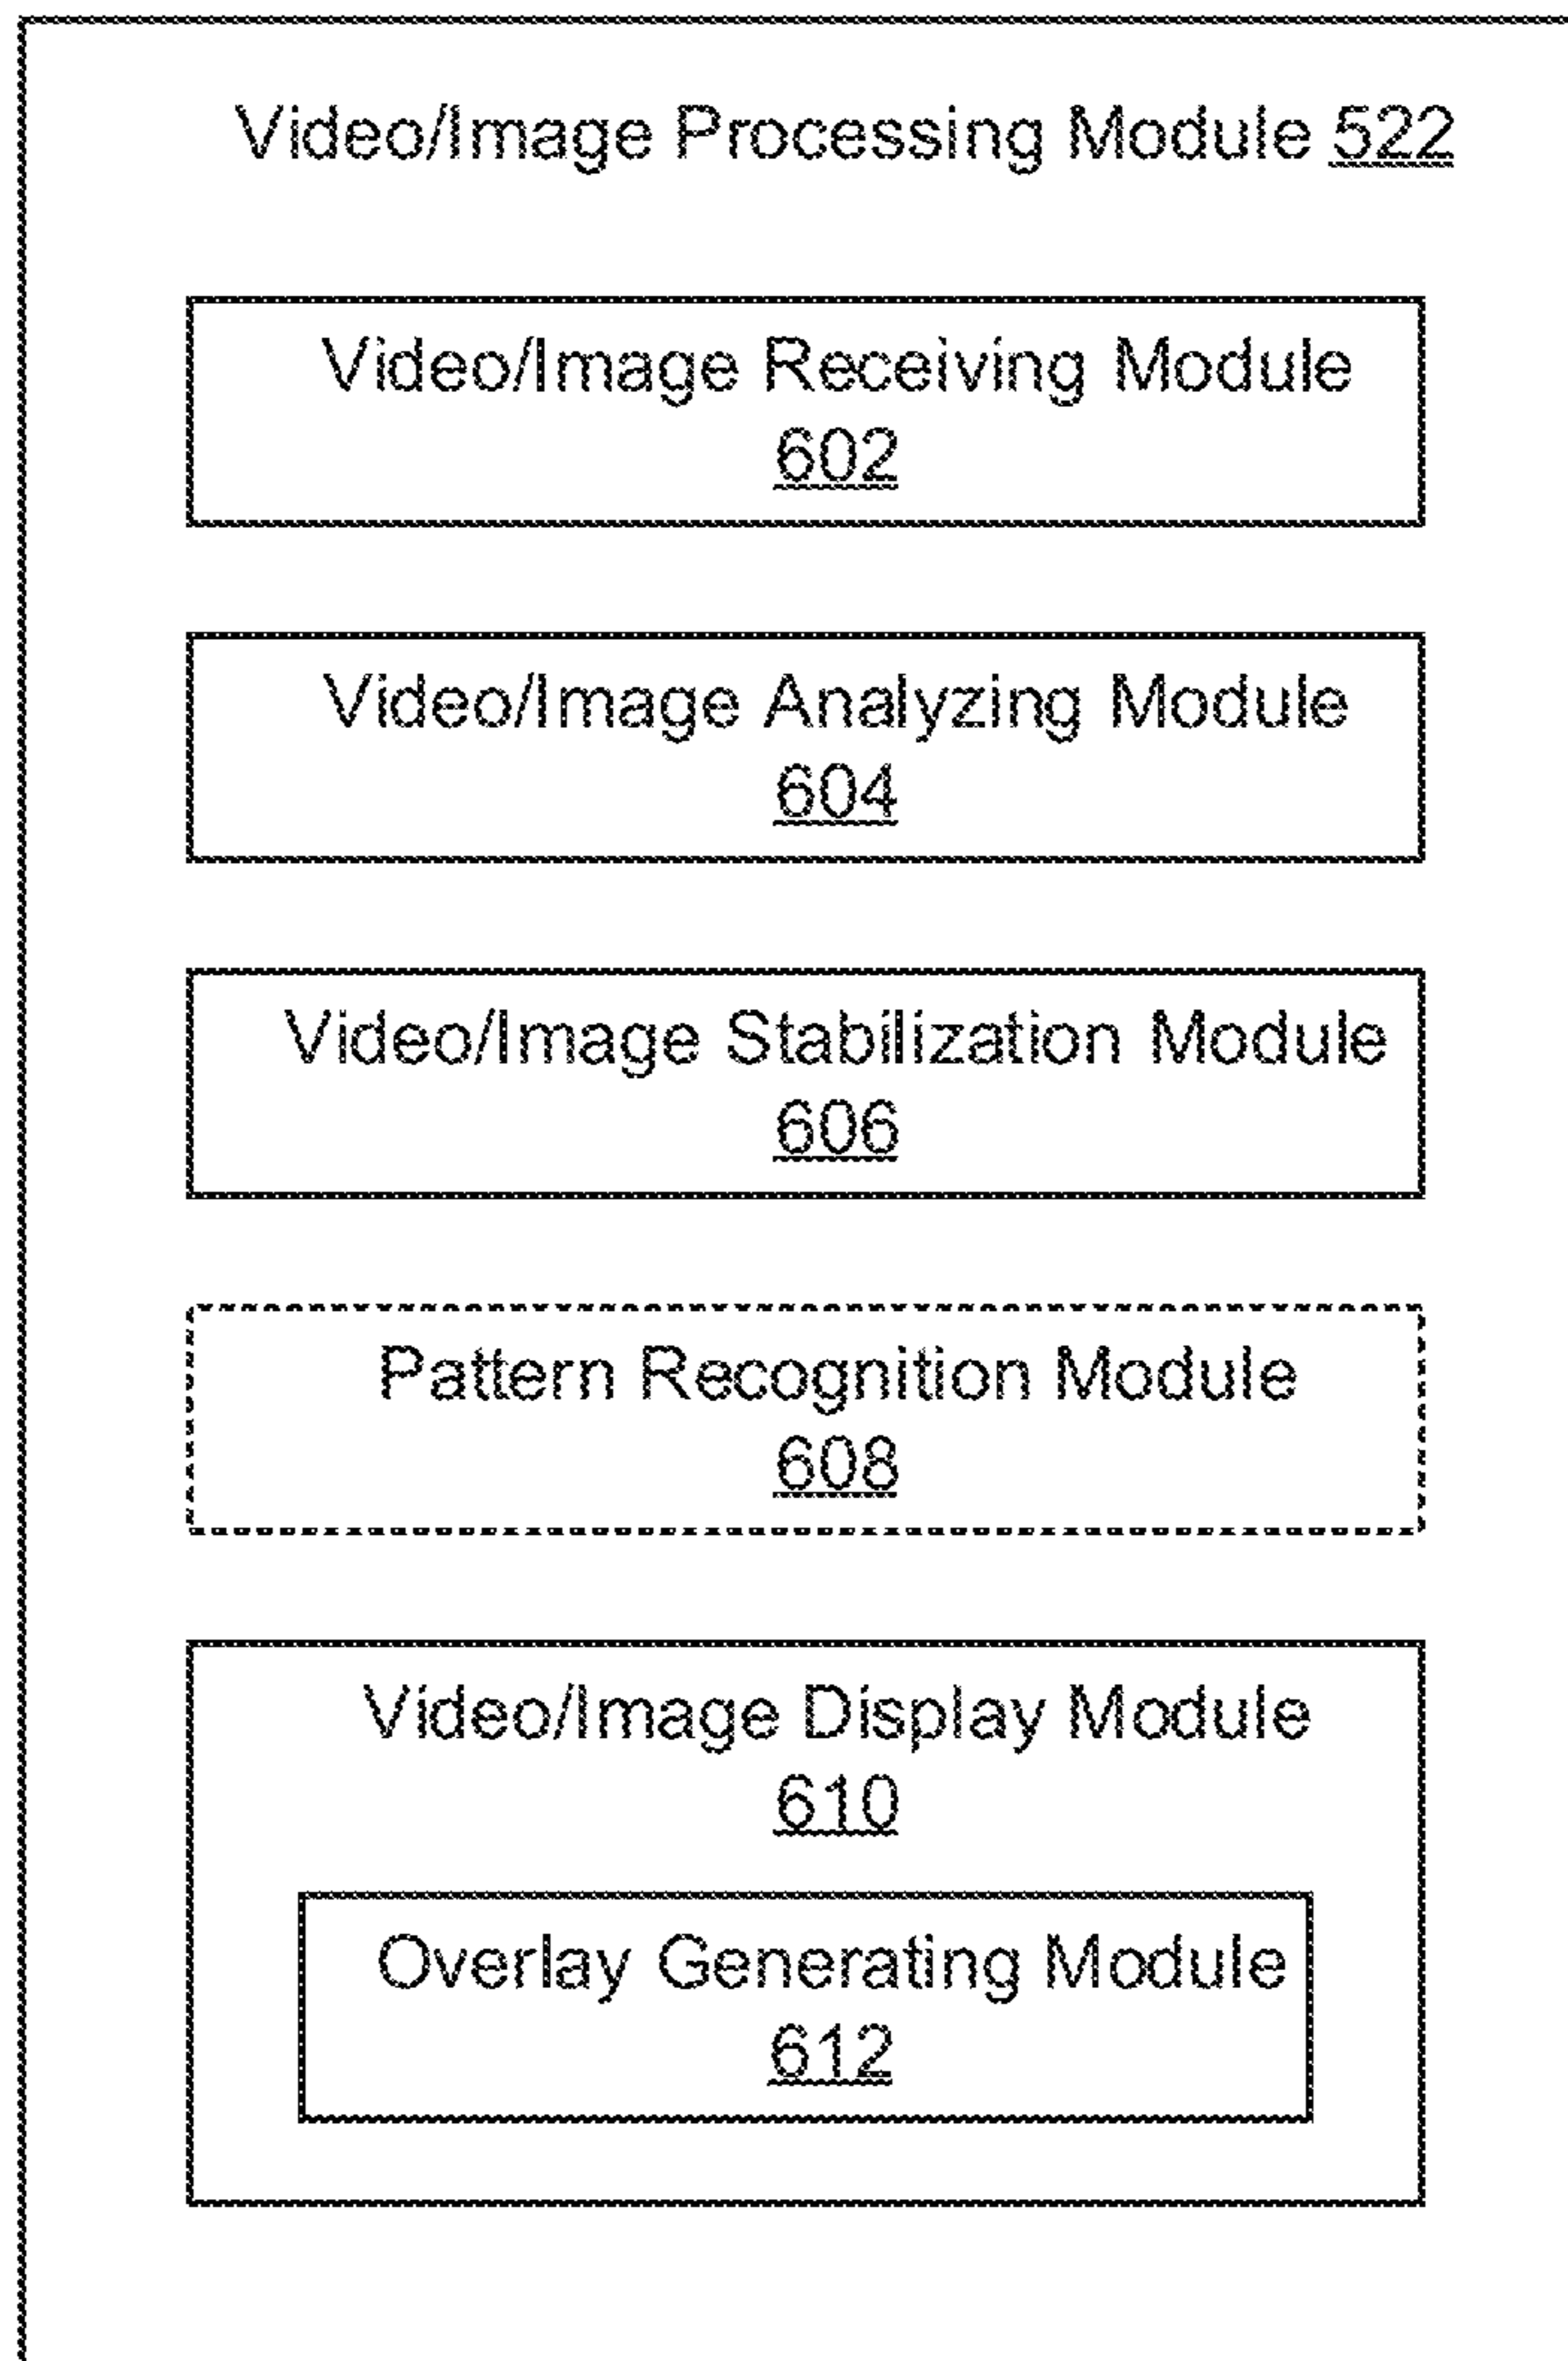 Video/Image Processing Module 522
Video/Image Receiving Module
602
Video/Image Analyzing Module
604
Video/Image Stabilization Module
606
Pattern Recognition Module
608
Video/Image Display Module
610
Overlay Generating Module
612